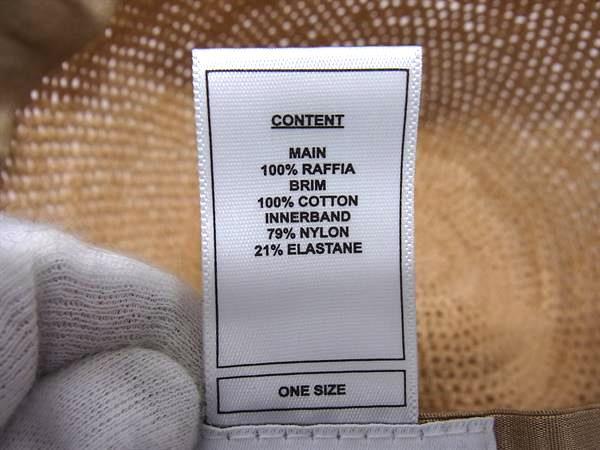 CONTENT
MAIN
100% RAFFIA
BRIM
100% COTTON
INNERBAND
79% NYLON
21% ELASTANE
ONE SIZE